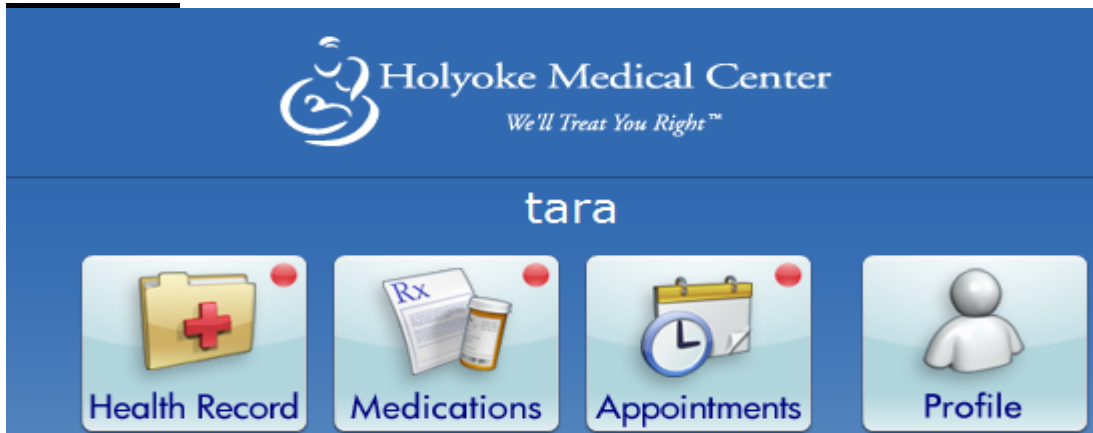 Holyoke Medical Center
We'll Treat You Right™
tara
Rx
Health Record
Medications
Appointments
Profile